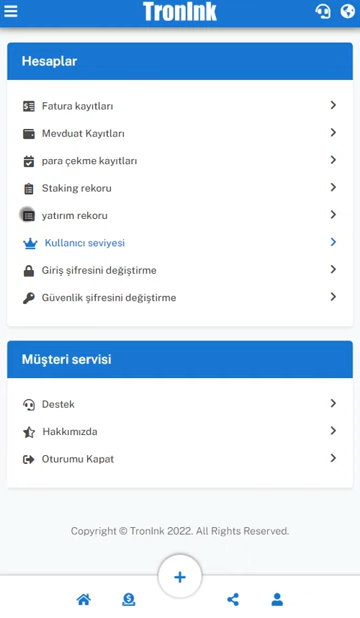 TronInk
Hesaplar
Fatura kayıtları
Mevduat Kayıtları
para çekme kayıtları
Staking rekoru
yatırım rekoru
Kullanıcı seviyesi
Giriş şifresini değiştirme
Güvenlik şifresini değiştirme
Müşteri servisi
Destek
Hakkımızda
Oturumu Kapat
Copyright © TronInk 2022. All Rights Reserved.